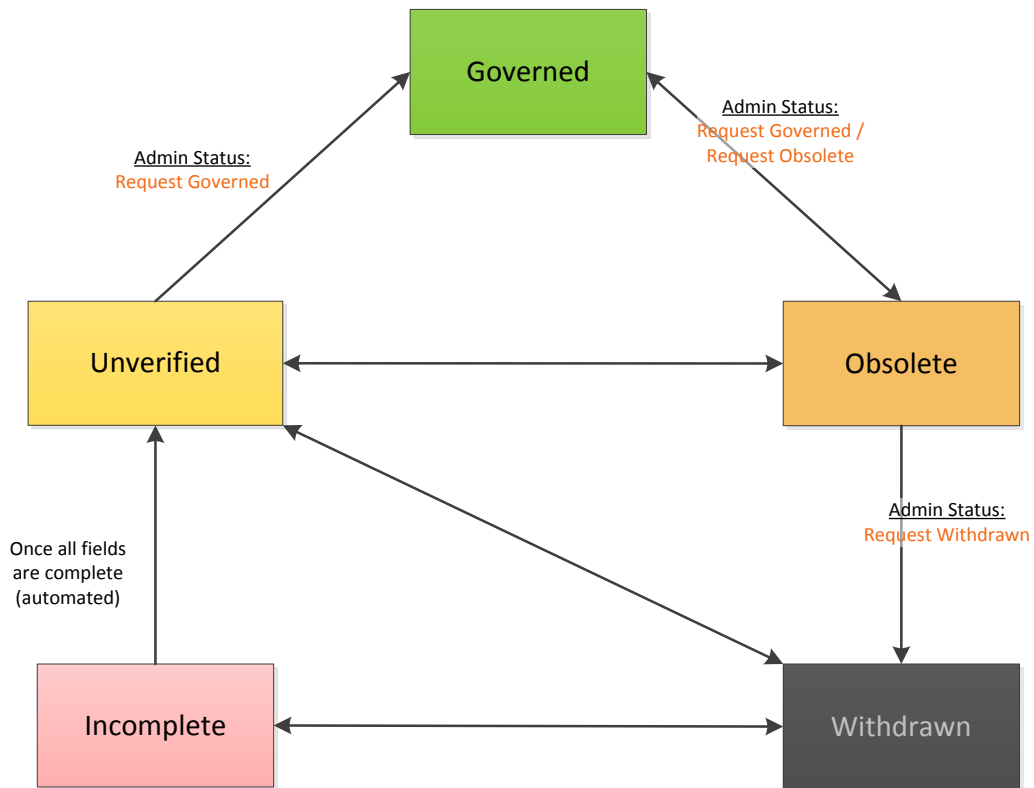 Governed
Admin Status:
Request Governed /
Request Obsolete
Admin Status:
Request Governed
Unverified
Obsolete
Admin Status:
Request Withdrawn
Once all fields
are complete
(automated)
Incomplete
Withdrawn